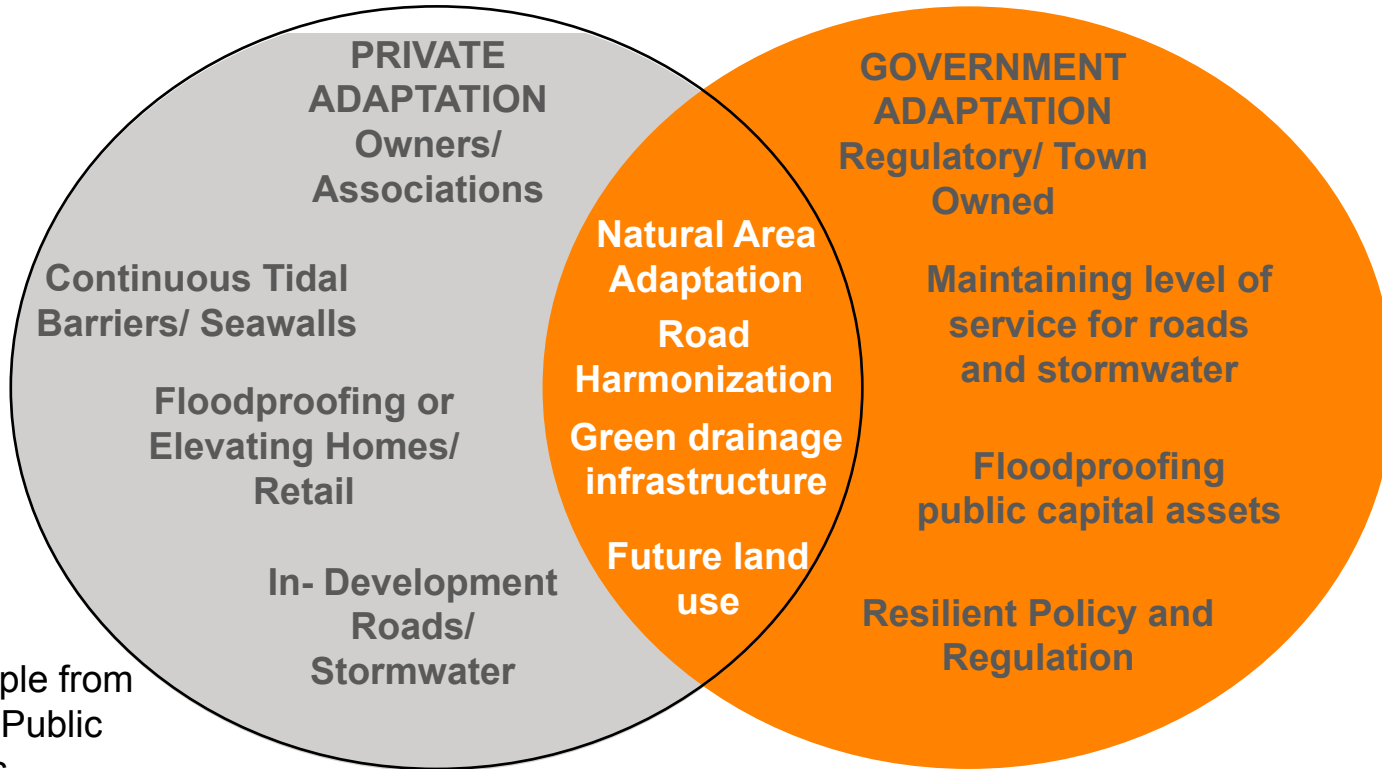 PRIVATE
ADAPTATION
Owners/
Associations
Continuous Tidal
Barriers/ Seawalls
Floodproofing or
Elevating Homes/
Retail
In- Development
Roads/
Stormwater
Natural Area
Adaptation
Road
Harmonization
Green drainage
infrastructure
Future land
use
GOVERNMENT
ADAPTATION
Regulatory/ Town
Owned
Maintaining level of
service for roads
and stormwater
Floodproofing
public capital assets
Resilient Policy and
Regulation
ple from
Public